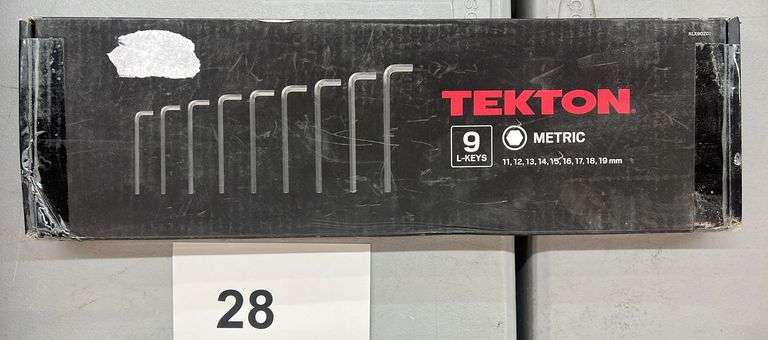 TEKTON
9
L-KEYS
METRIC
11, 12, 13, 14, 15, 16, 17, 18, 19 mm
28